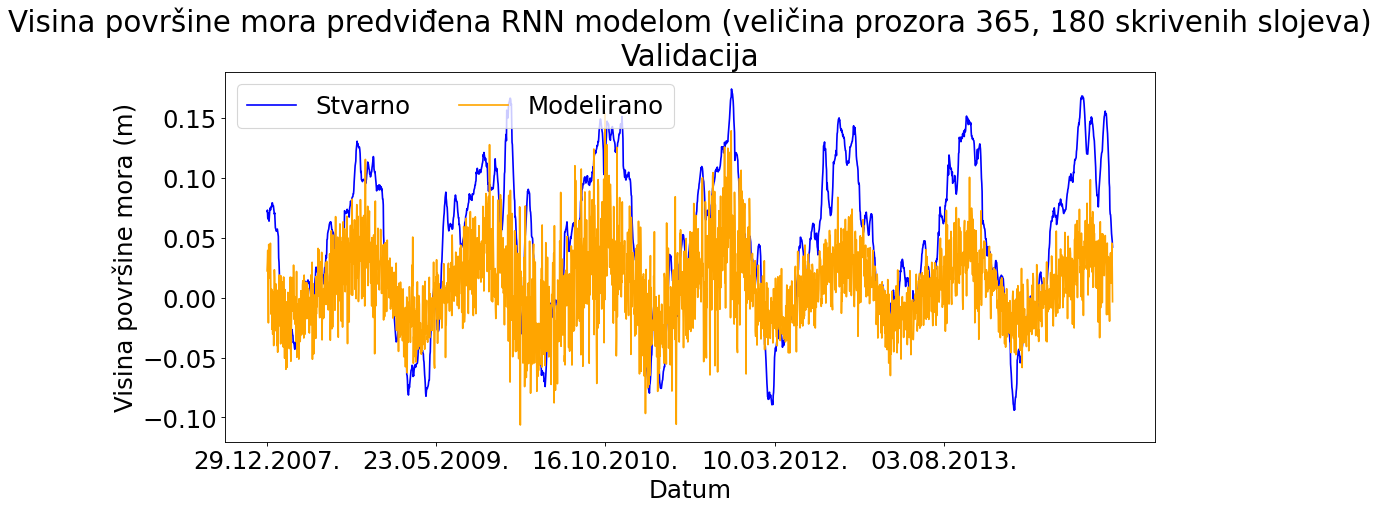 Visina površine mora predviđena RNN modelom (veličina prozora 365, 180 skrivenih slojeva)
Validacija
Stvarno Modelirano
Visina površine mora (m)
0.15
0.10
0.05
0.00
−0.05
−0.10
29.12.2007. 23.05.2009. 16.10.2010. 10.03.2012. 03.08.2013.
Datum